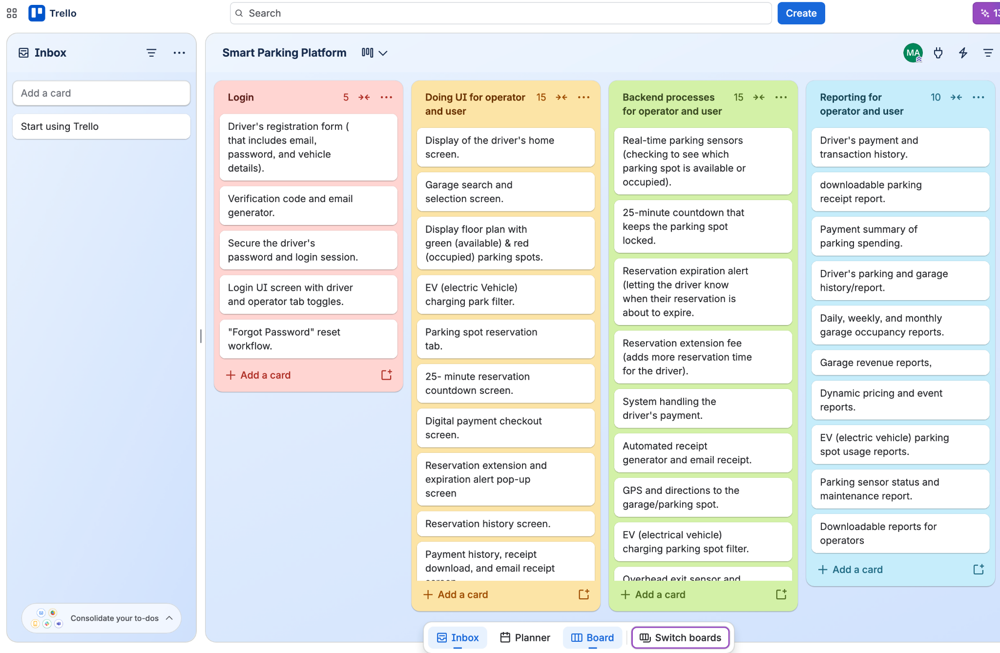 Trello
Search
Create
13
Inbox
Add a card
Start using Trello
Consolidate your to-dos
Smart Parking Platform
MA
Login
5
Driver's registration form (
that includes email,
password, and vehicle
details).
Verification code and email
generator.
Secure the driver's
password and login session.
Login UI screen with driver
and operator tab toggles.
"Forgot Password" reset
workflow.
Add a card
Doing UI for operator
and user
15
Display of the driver's home
screen.
Garage search and
selection screen.
Display floor plan with
green (available) & red
(occupied) parking spots.
EV (electric Vehicle)
charging park filter.
Parking spot reservation
tab.
25- minute reservation
countdown screen.
Digital payment checkout
screen.
Reservation extension and
expiration alert pop-up
screen
Reservation history screen.
Payment history, receipt
download, and email receipt
screen
Add a card
Backend processes
for operator and user
15
Real-time parking sensors
(checking to see which
parking spot is available or
occupied).
25-minute countdown that
keeps the parking spot
locked.
Reservation expiration alert
(letting the driver know
when their reservation is
about to expire.
Reservation extension fee
(adds more reservation time
for the driver).
System handling the
driver's payment.
Automated receipt
generator and email receipt.
GPS and directions to the
garage/parking spot.
EV (electrical vehicle)
charging parking spot filter.
Overhead exit sensor and
Add a card
Reporting for
operator and user
10
Driver's payment and
transaction history.
downloadable parking
receipt report.
Payment summary of
parking spending.
Driver's parking and garage
history/report.
Daily, weekly, and monthly
garage occupancy reports.
Garage revenue reports,
Dynamic pricing and event
reports.
EV (electric vehicle) parking
spot usage reports.
Parking sensor status and
maintenance report.
Downloadable reports for
operators
Add a card
Inbox
Planner
Board
Switch boards